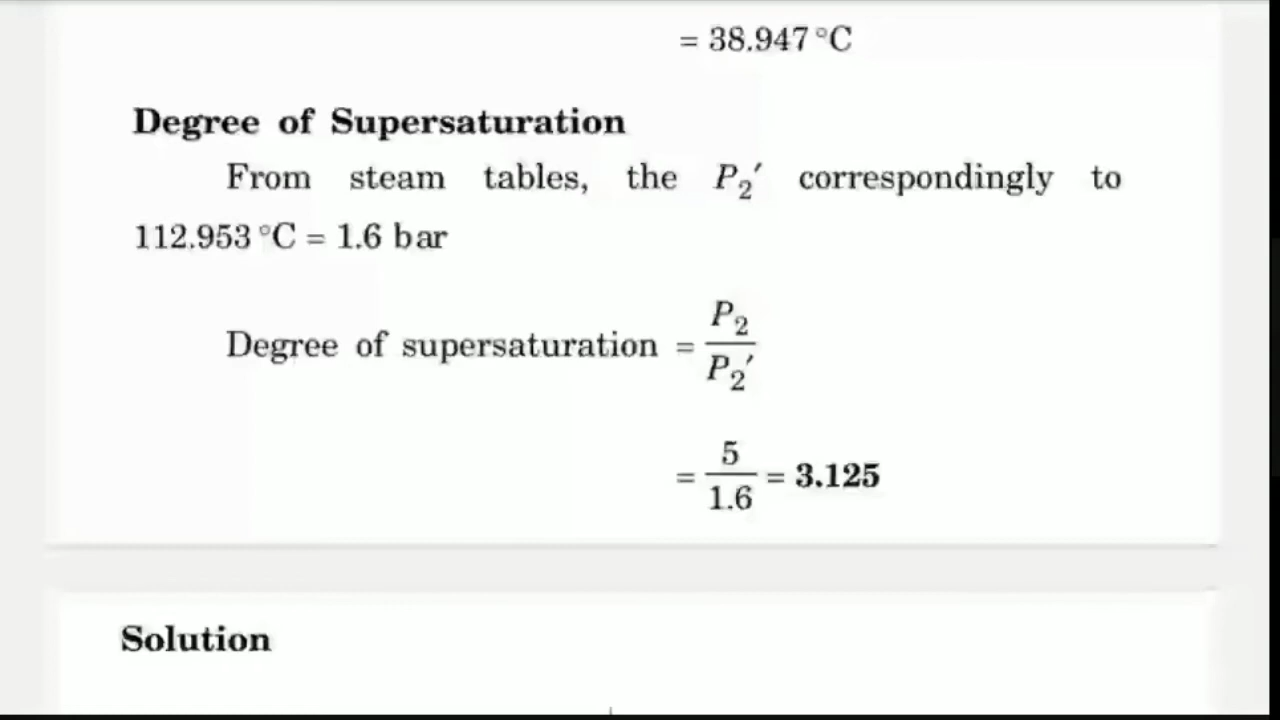 = 38.947 °C
Degree of Supersaturation
From steam tables, the P₂′ correspondingly to
112.953 °C = 1.6 bar
Degree of supersaturation = P₂ / P₂′
= 5 / 1.6 = 3.125
Solution